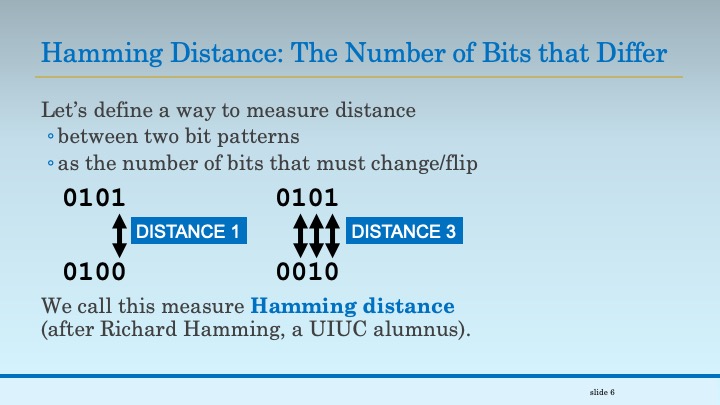 Hamming Distance: The Number of Bits that Differ
Let’s define a way to measure distance
◦ between two bit patterns
◦ as the number of bits that must change/flip
0101 0101
DISTANCE 1 DISTANCE 3
0100 0010
We call this measure Hamming distance
(after Richard Hamming, a UIUC alumnus).
slide 6